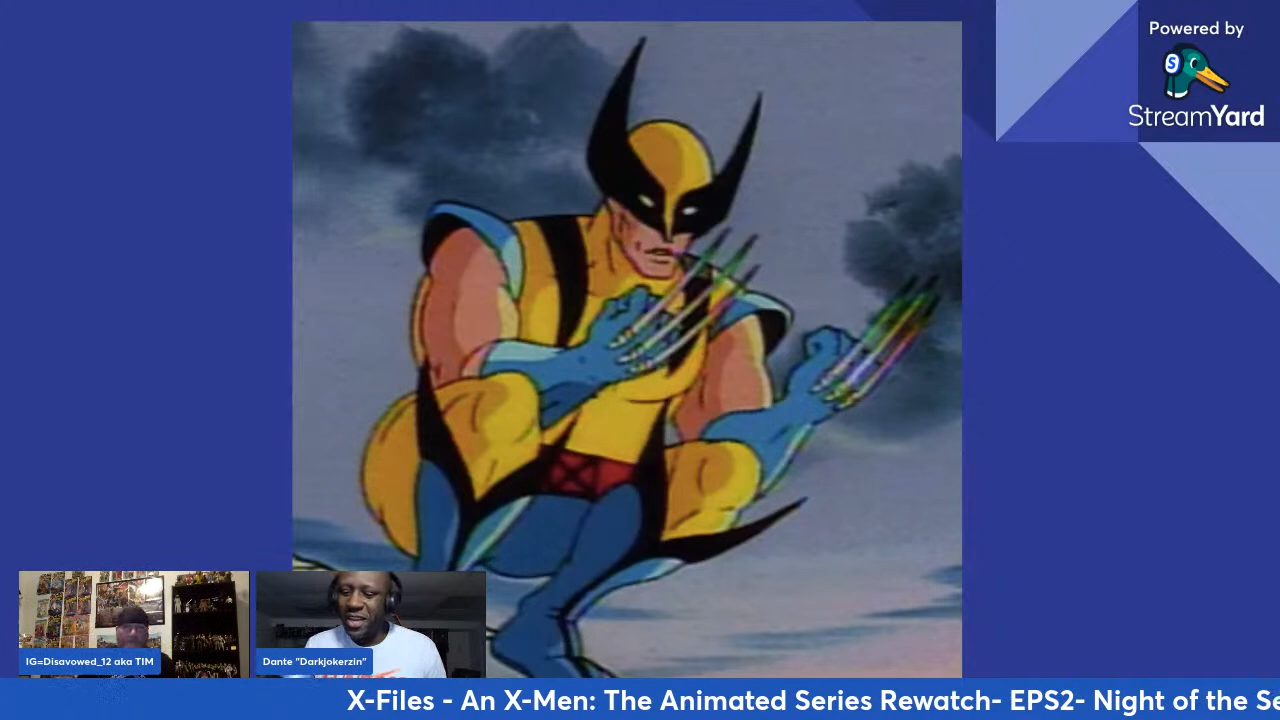 Powered by
S
StreamYard
IG=Disavowed_12 aka TIM
Dante "Darkjokerzin"
X-Files - An X-Men: The Animated Series Rewatch- EPS2- Night of the Se